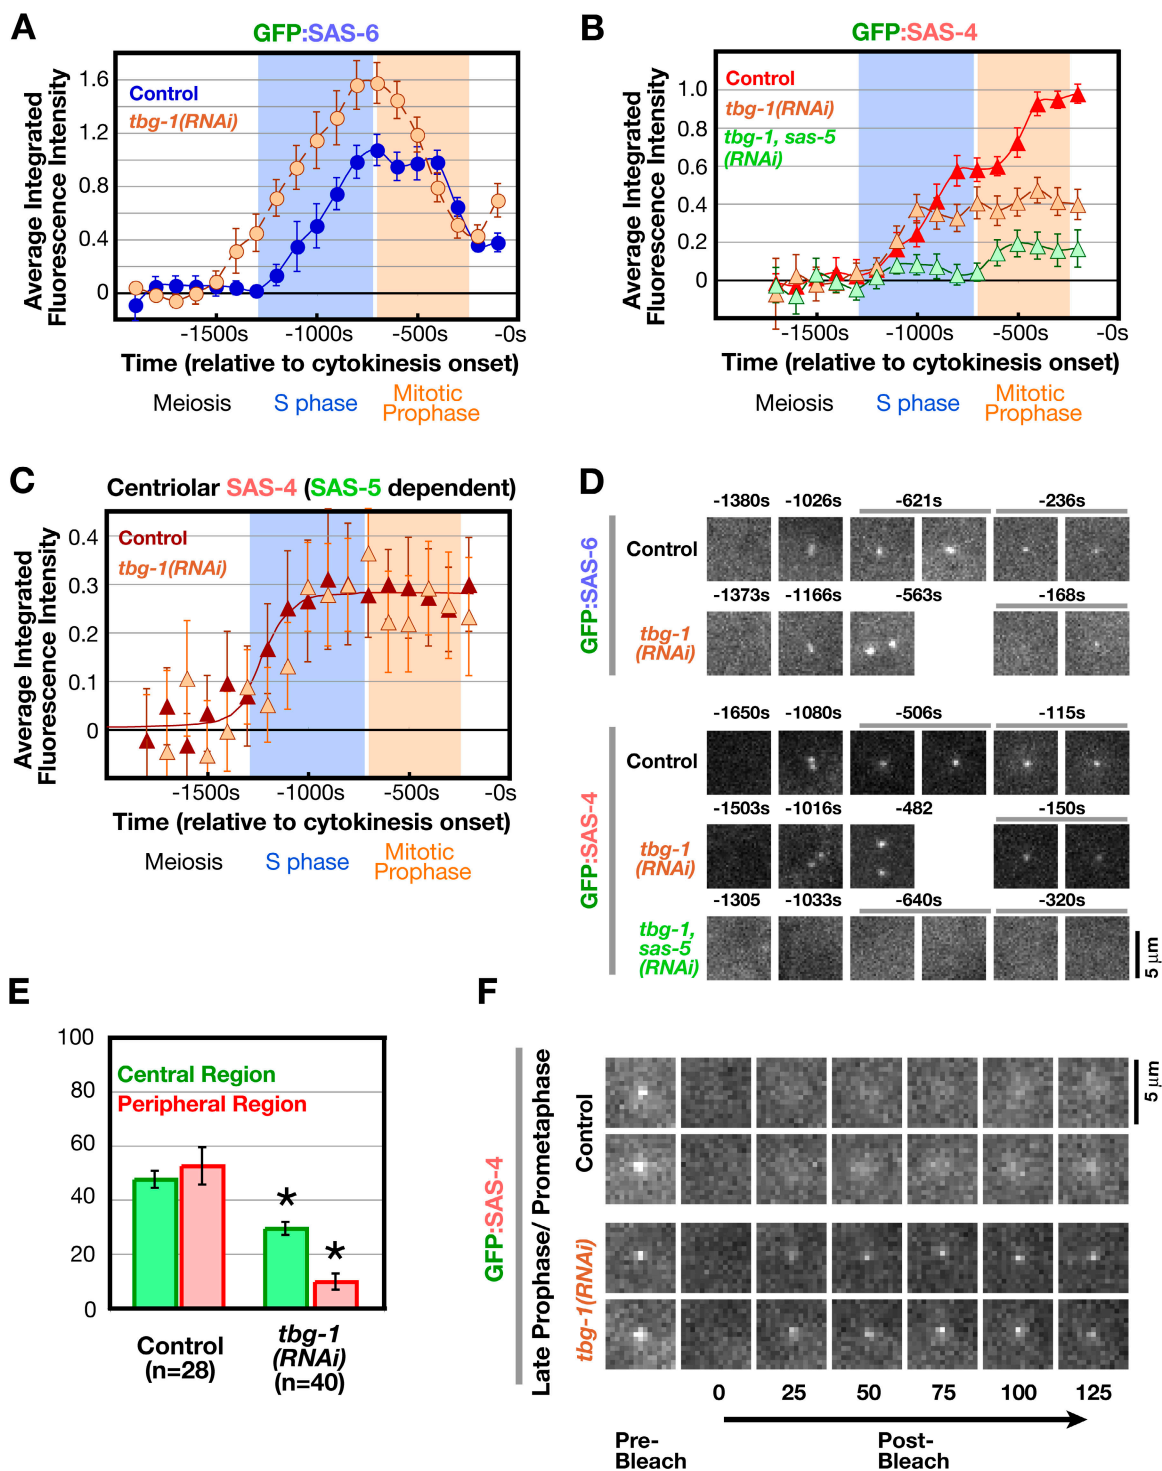 A
GFP:SAS-6
Average Integrated
Fluorescence Intensity
1.6
1.2
0.8
0.4
0
Control
tbg-1(RNAi)
-1500s
-1000s
-500s
-0s
Time (relative to cytokinesis onset)
Meiosis
S phase
Mitotic
Prophase
B
GFP:SAS-4
Average Integrated
Fluorescence Intensity
1.0
0.8
0.6
0.4
0.2
0
Control
tbg-1(RNAi)
tbg-1, sas-5
(RNAi)
-1500s
-1000s
-500s
-0s
Time (relative to cytokinesis onset)
Meiosis
S phase
Mitotic
Prophase
C
Centriolar SAS-4 (SAS-5 dependent)
Average Integrated
Fluorescence Intensity
0.4
0.3
0.2
0.1
0
Control
tbg-1(RNAi)
-1500s
-1000s
-500s
-0s
Time (relative to cytokinesis onset)
Meiosis
S phase
Mitotic
Prophase
D
GFP:SAS-6
-1380s
-1026s
-621s
-236s
Control
-1373s
-1166s
-563s
-168s
tbg-1
(RNAi)
GFP:SAS-4
-1650s
-1080s
-506s
-115s
Control
-1503s
-1016s
-482
-150s
tbg-1
(RNAi)
-1305
-1033s
-640s
-320s
tbg-1,
sas-5
(RNAi)
5 μm
E
100
80
60
40
20
0
Central Region
Peripheral Region
*
*
Control
(n=28)
tbg-1
(RNAi)
(n=40)
F
GFP:SAS-4
Late Prophase/ Prometaphase
Control
tbg-1(RNAi)
5 μm
0
25
50
75
100
125
Pre-
Bleach
Post-
Bleach